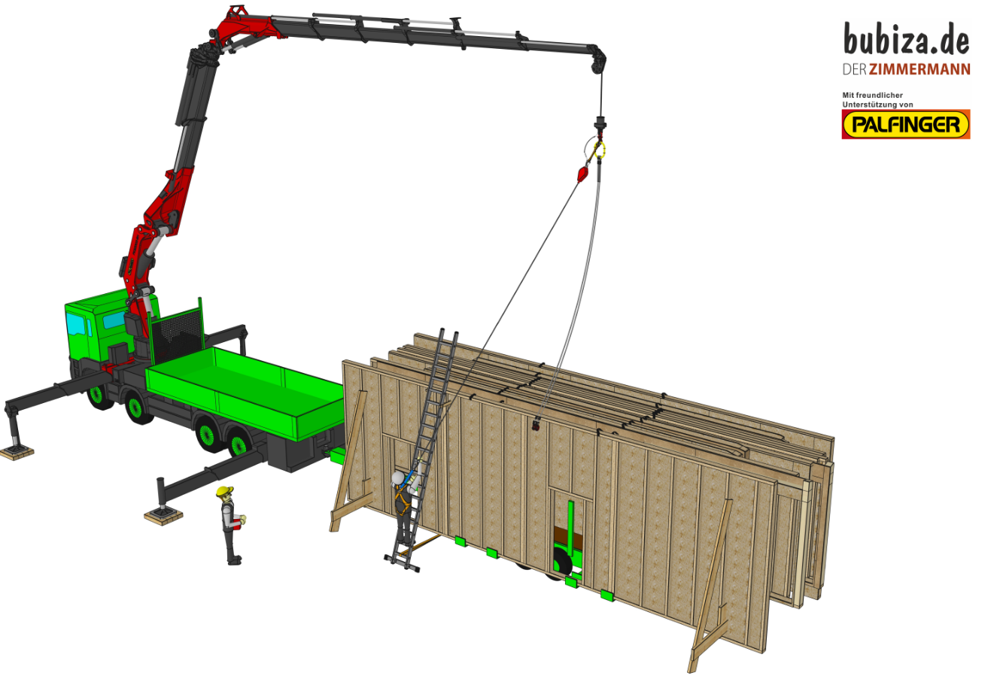 bubiza.de
DER ZIMMERMANN
Mit freundlicher
Unterstützung von
PALFINGER